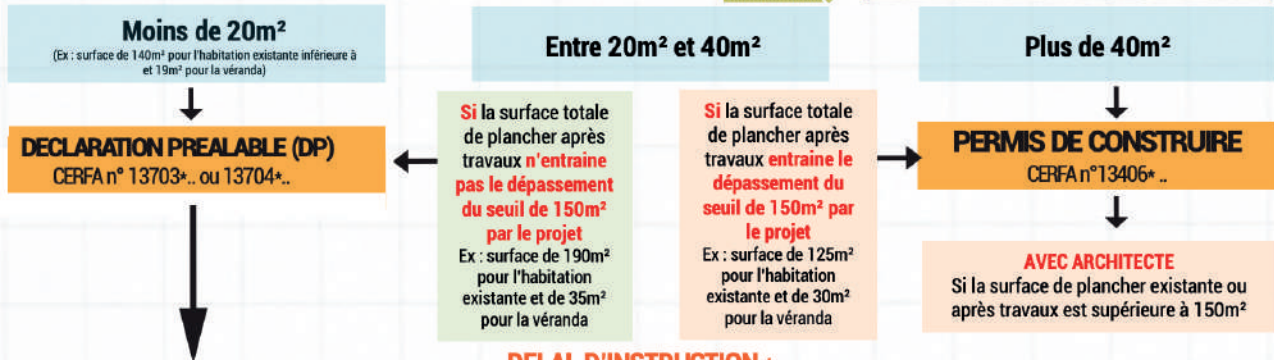 Moins de 20m²
(Ex : surface de 140m² pour l'habitation existante inférieure à
et 19m² pour la véranda)
Entre 20m² et 40m²
Plus de 40m²
DECLARATION PREALABLE (DP)
CERFA n° 13703*.. ou 13704*..
Si la surface totale
de plancher après
travaux n'entraine
pas le dépassement
du seuil de 150m²
par le projet
Ex : surface de 190m²
pour l'habitation
existante et de 35m²
pour la véranda
Si la surface totale
de plancher après
travaux entraine le
dépassement du
seuil de 150m² par
le projet
Ex : surface de 125m²
pour l'habitation
existante et de 30m²
pour la véranda
PERMIS DE CONSTRUIRE
CERFA n°13406* ..
AVEC ARCHITECTE
Si la surface de plancher existante ou
après travaux est supérieure à 150m²
DELAI D'INSTRUCTION :